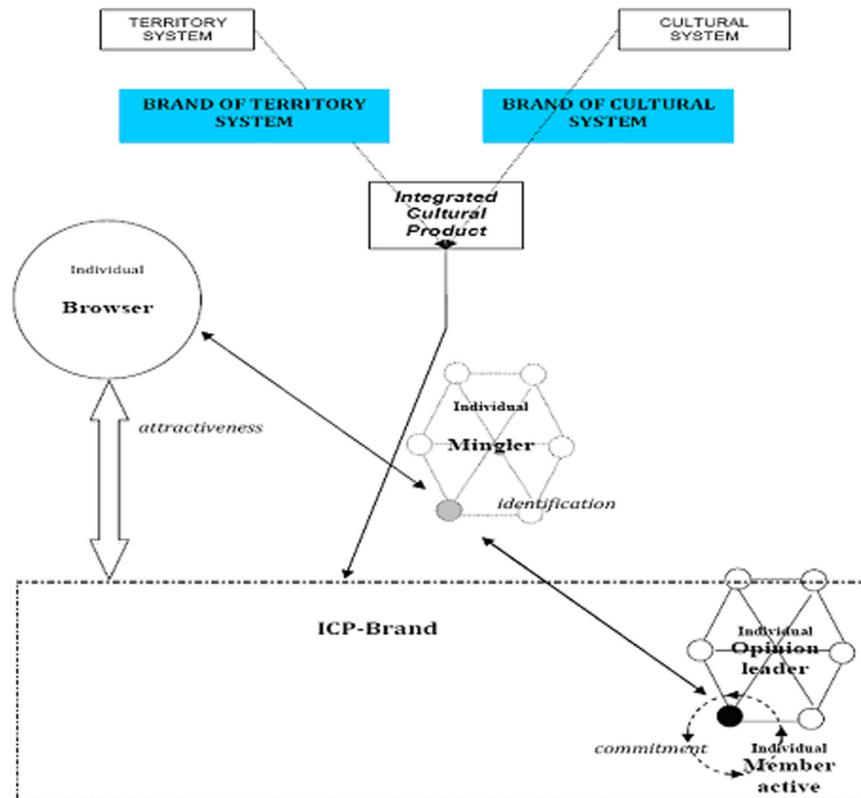 TERRITORY
SYSTEM
CULTURAL
SYSTEM
BRAND OF TERRITORY
SYSTEM
BRAND OF CULTURAL
SYSTEM
Integrated
Cultural
Product
Individual
Browser
attractiveness
Individual
Mingler
identification
ICP-Brand
Individual
Opinion
leader
commitment
Individual
Member
active